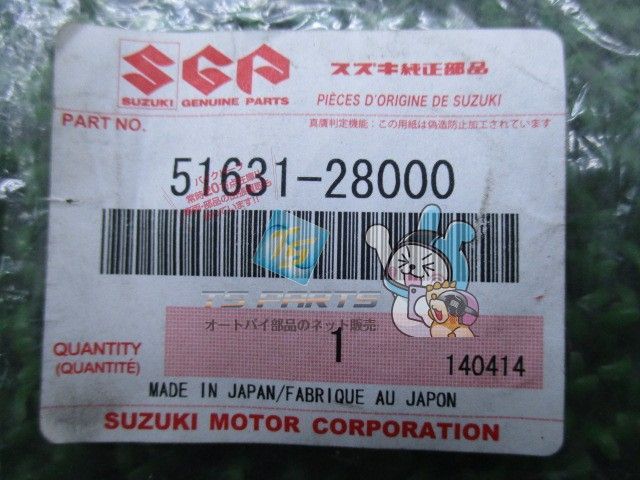 SGP
SUZUKI GENUINE PARTS
スズキ純正部品
PIÈCES D'ORIGINE DE SUZUKI
PART NO.
真贋判定機能：この用紙は偽造防止加工されています
51631-28000
TS PARTS
オートバイ部品のネット販売
QUANTITY
(QUANTITÉ)
1
140414
MADE IN JAPAN/FABRIQUE AU JAPON
SUZUKI MOTOR CORPORATION